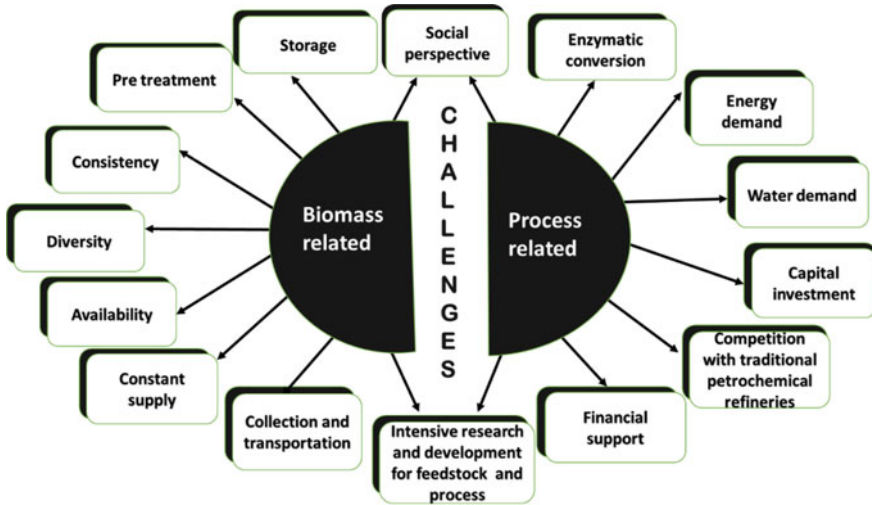 Storage
Social
perspective
Enzymatic
conversion
Pre treatment
Energy
demand
Consistency
Water demand
Diversity
Biomass
related
CHALLENGES
Process
related
Capital
investment
Availability
Constant
supply
Collection and
transportation
Intensive research
and development
for feedstock and
process
Financial
support
Competition
with traditional
petrochemical
refineries